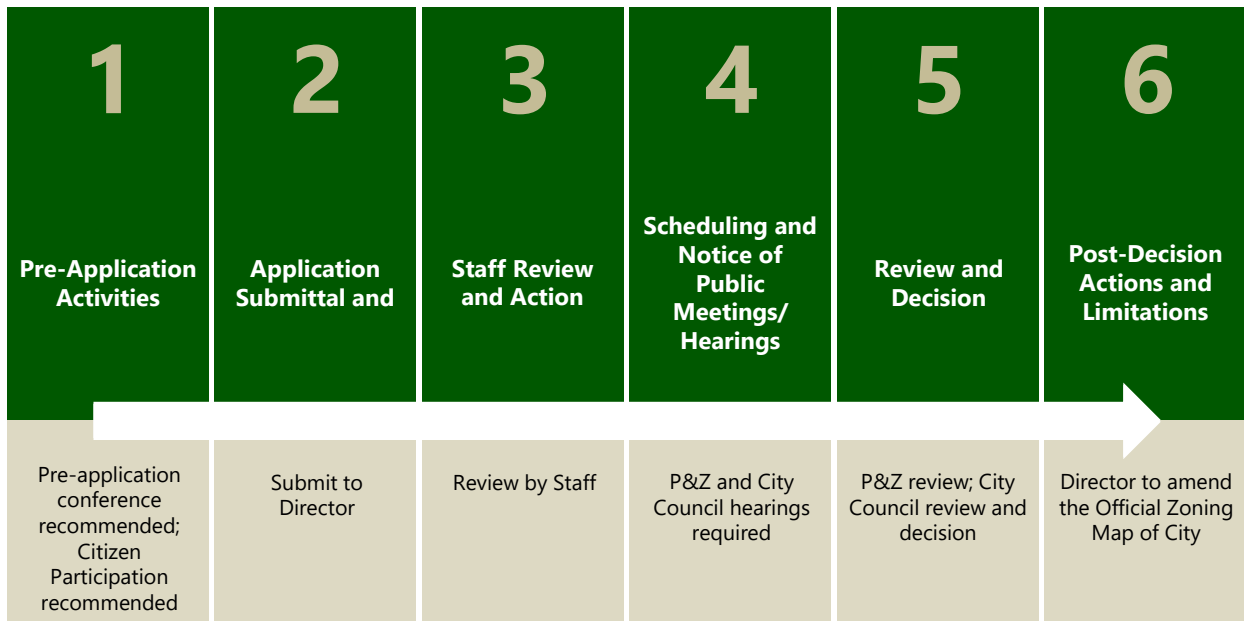 1
Pre-Application
Activities
Pre-application
conference
recommended;
Citizen
Participation
recommended
2
Application
Submittal and
Submit to
Director
3
Staff Review
and Action
Review by Staff
4
Scheduling and
Notice of
Public
Meetings/
Hearings
P&Z and City
Council hearings
required
5
Review and
Decision
P&Z review; City
Council review and
decision
6
Post-Decision
Actions and
Limitations
Director to amend
the Official Zoning
Map of City